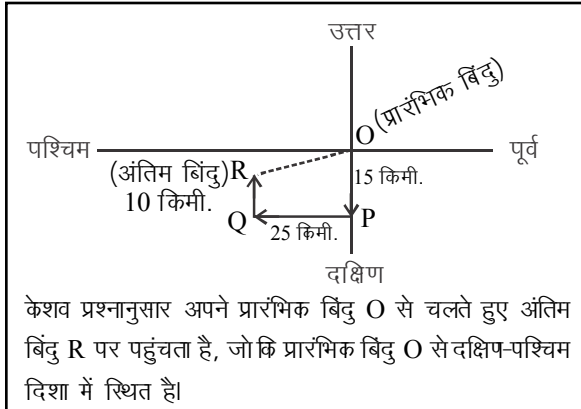 उत्तर
O (प्रारंभिक बिंदु)
पश्चिम
पूर्व
(अंतिम बिंदु) R
15 किमी.
10 किमी.
Q
25 किमी.
P
दक्षिण
केशव प्रश्नानुसार अपने प्रारंभिक बिंदु O से चलते हुए अंतिम
बिंदु R पर पहुंचता है, जोकि प्रारंभिक बिंदु O से दक्षिण-पश्चिम
दिशा में स्थित है।